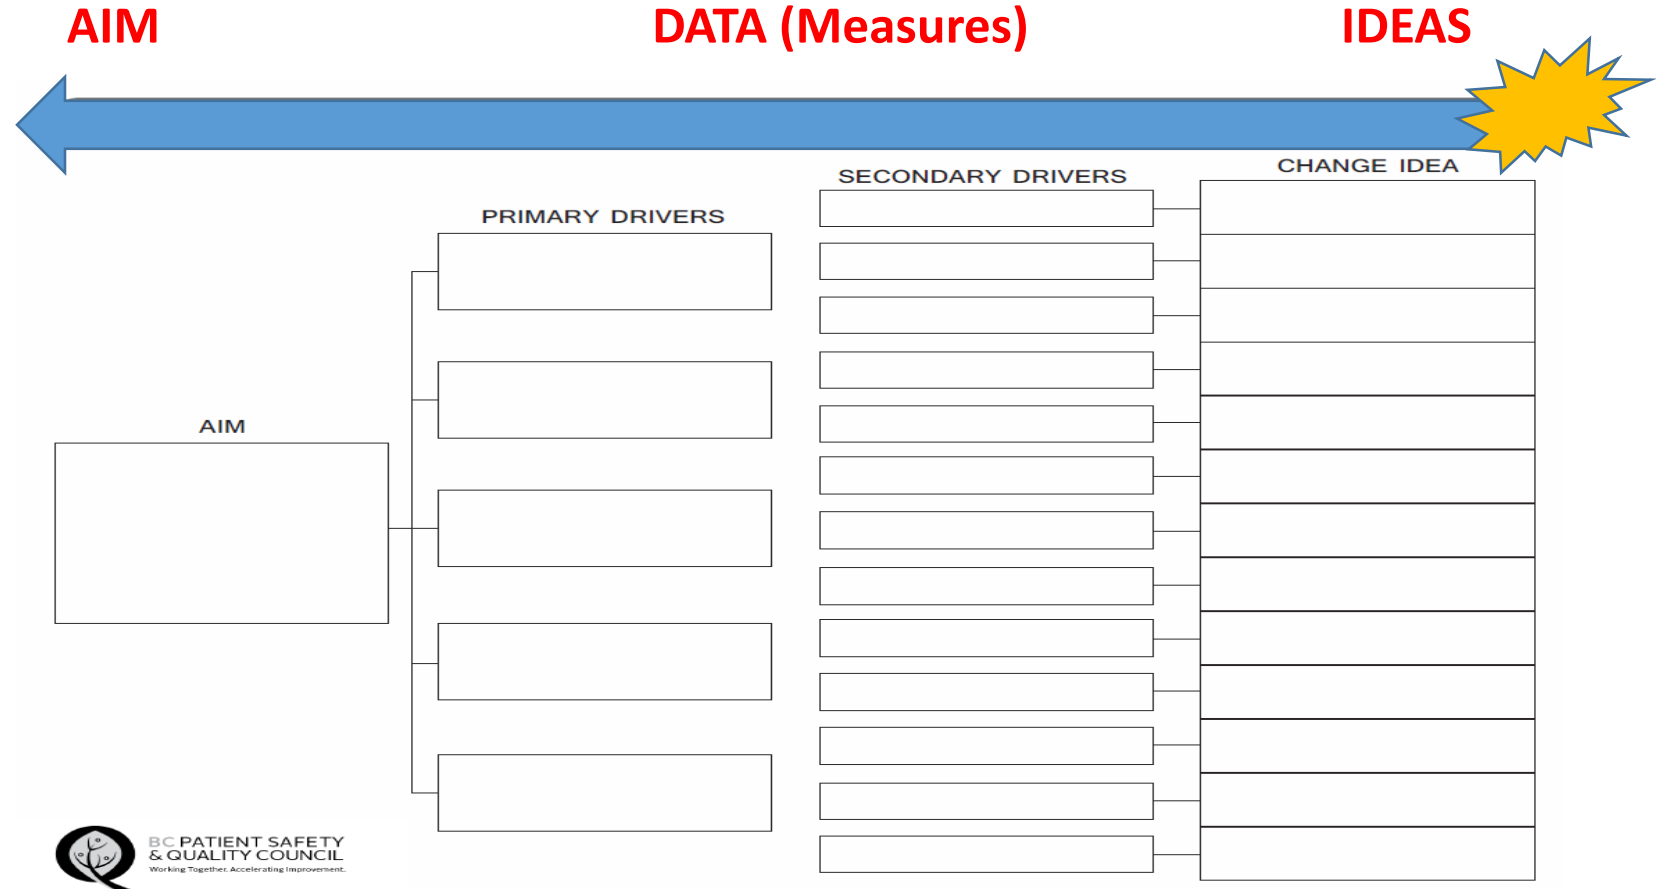 AIM
DATA (Measures)
IDEAS
SECONDARY DRIVERS
CHANGE IDEA
PRIMARY DRIVERS
AIM
BC PATIENT SAFETY
& QUALITY COUNCIL
Working Together. Accelerating Improvement.